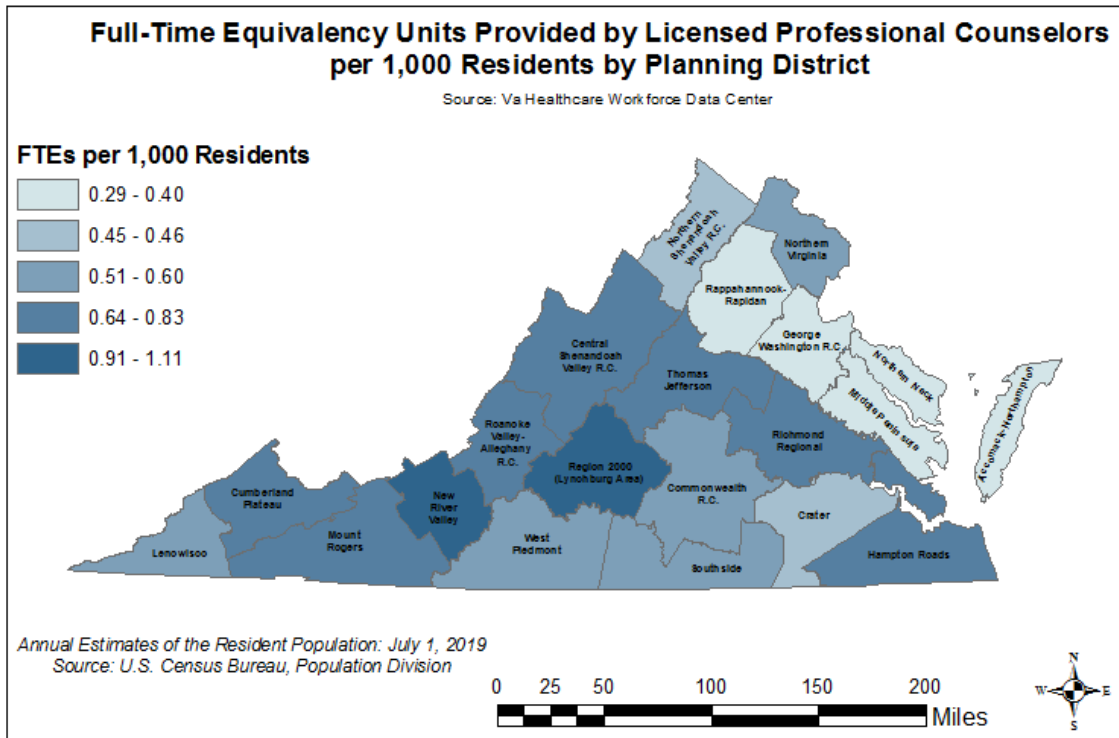 Full-Time Equivalency Units Provided by Licensed Professional Counselors
per 1,000 Residents by Planning District
Source: Va Healthcare Workforce Data Center
FTEs per 1,000 Residents
0.29 - 0.40
0.45 - 0.46
0.51 - 0.60
0.64 - 0.83
0.91 - 1.11
Northern
Shenandoah
Valley R.C.
Northern
Virginia
Rappahannock-
Rapidan
George
Washington R.C.
Northern Neck
Middle Peninsula
Accomack-Northampton
Central
Shenandoah
Valley R.C.
Thomas
Jefferson
Roanoke
Valley-
Alleghany
R.C.
Richmond
Regional
Region 2000
(Lynchburg Area)
Commonwealth
R.C.
Cumberland
Plateau
New
River
Valley
Crater
Mount
Rogers
West
Piedmont
Lenowisco
Southside
Hampton Roads
Annual Estimates of the Resident Population: July 1, 2019
Source: U.S. Census Bureau, Population Division
0 25 50 100 150 200
Miles
N
W E
S